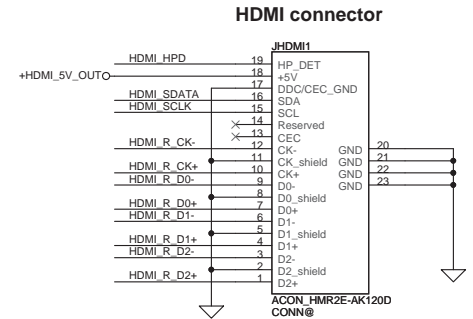 HDMI connector
JHDMI1
HDMI_HPD 19 HP_DET
+HDMI_5V_OUT 18 +5V
17 DDC/CEC_GND
HDMI_SDATA 16 SDA
HDMI_SCLK 15 SCL
14 Reserved
13 CEC
HDMI_R_CK- 12 CK- GND 20
11 CK_shield GND 21
HDMI_R_CK+ 10 CK+ GND 22
HDMI_R_D0- 9 D0- GND 23
8 D0_shield
HDMI_R_D0+ 7 D0+
HDMI_R_D1- 6 D1-
5 D1_shield
HDMI_R_D1+ 4 D1+
HDMI_R_D2- 3 D2-
2 D2_shield
HDMI_R_D2+ 1 D2+
ACON_HMR2E-AK120D
CONN@